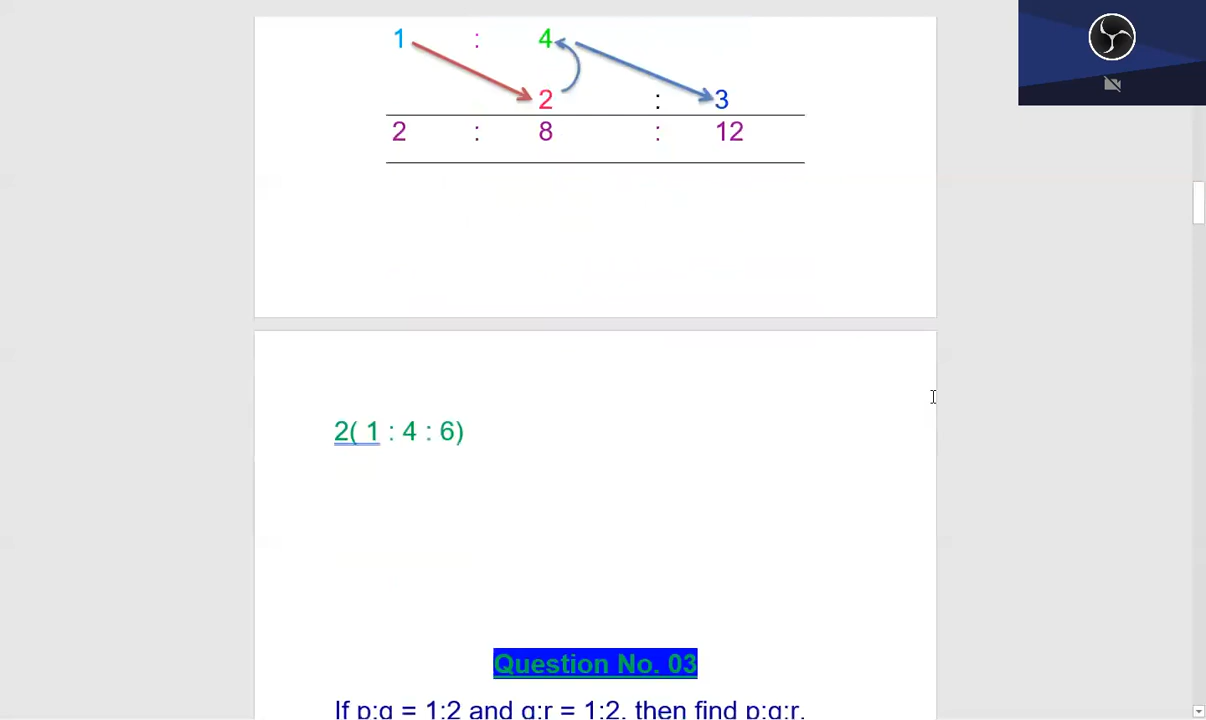 1 : 4
2 : 3
2 : 8 : 12
2( 1 : 4 : 6)
Question No. 03
If p:q = 1:2 and q:r = 1:2, then find p:q:r.